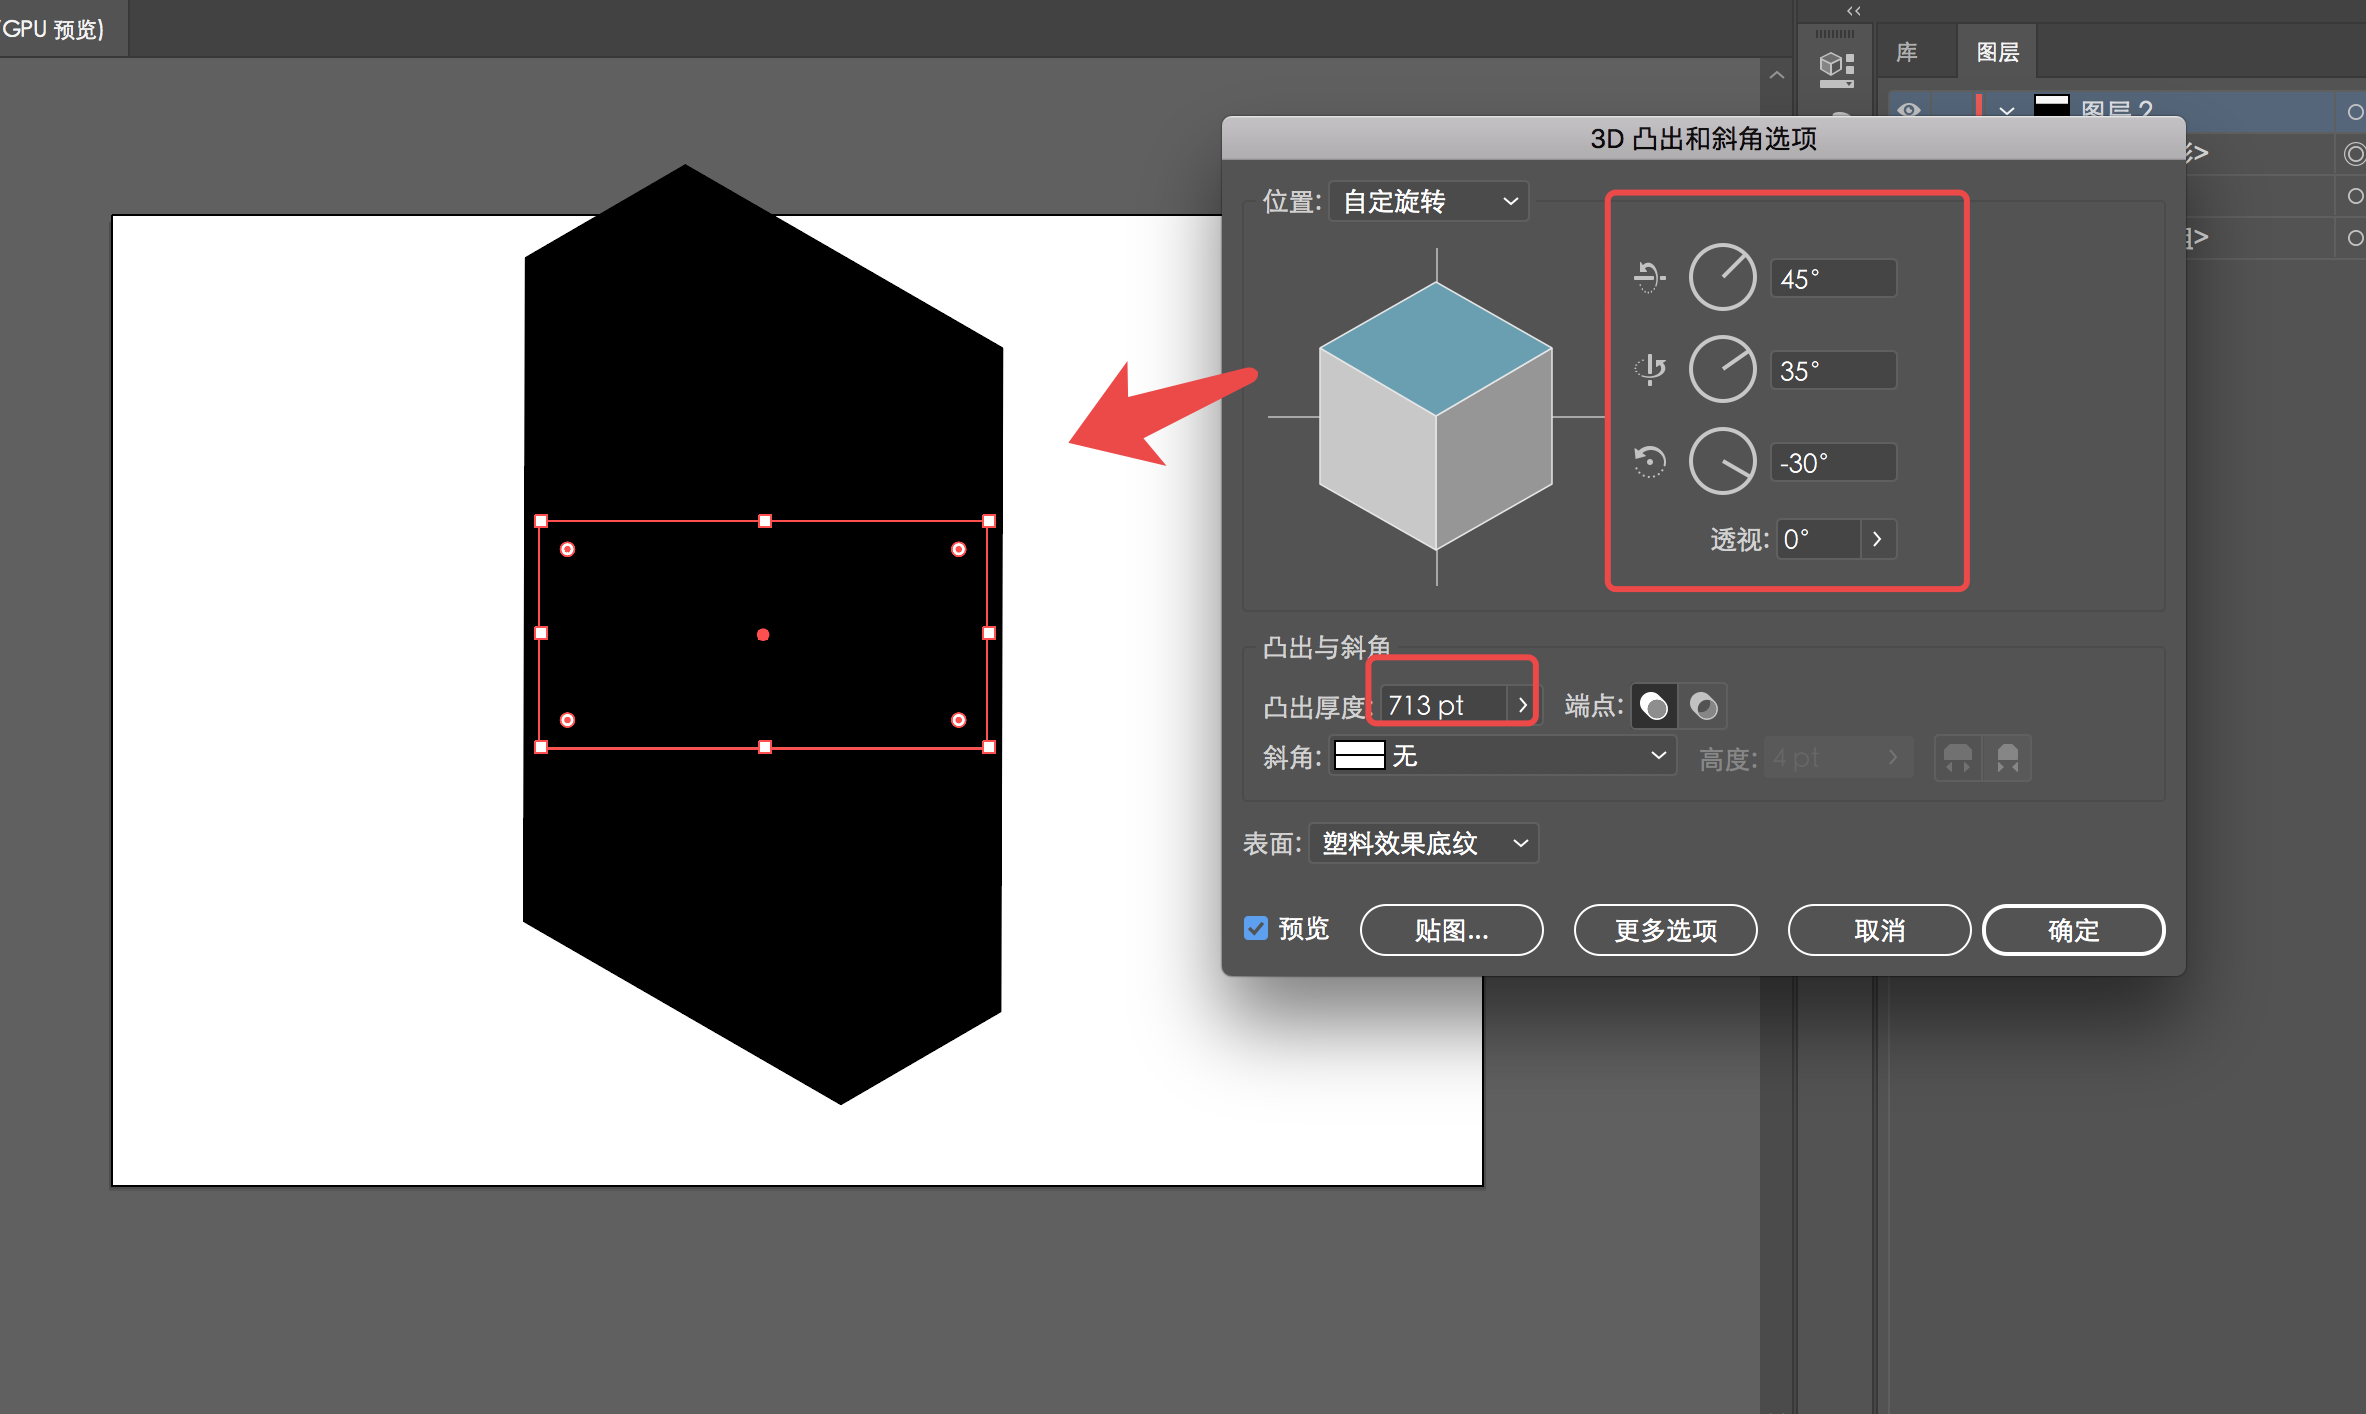 GPU 预览)
库
图层
图层 2
3D 凸出和斜角选项
位置: 自定旋转
45°
35°
-30°
透视: 0°
凸出与斜角
凸出厚度: 713 pt
端点:
斜角: 无
高度: 4 pt
表面: 塑料效果底纹
预览
贴图...
更多选项
取消
确定